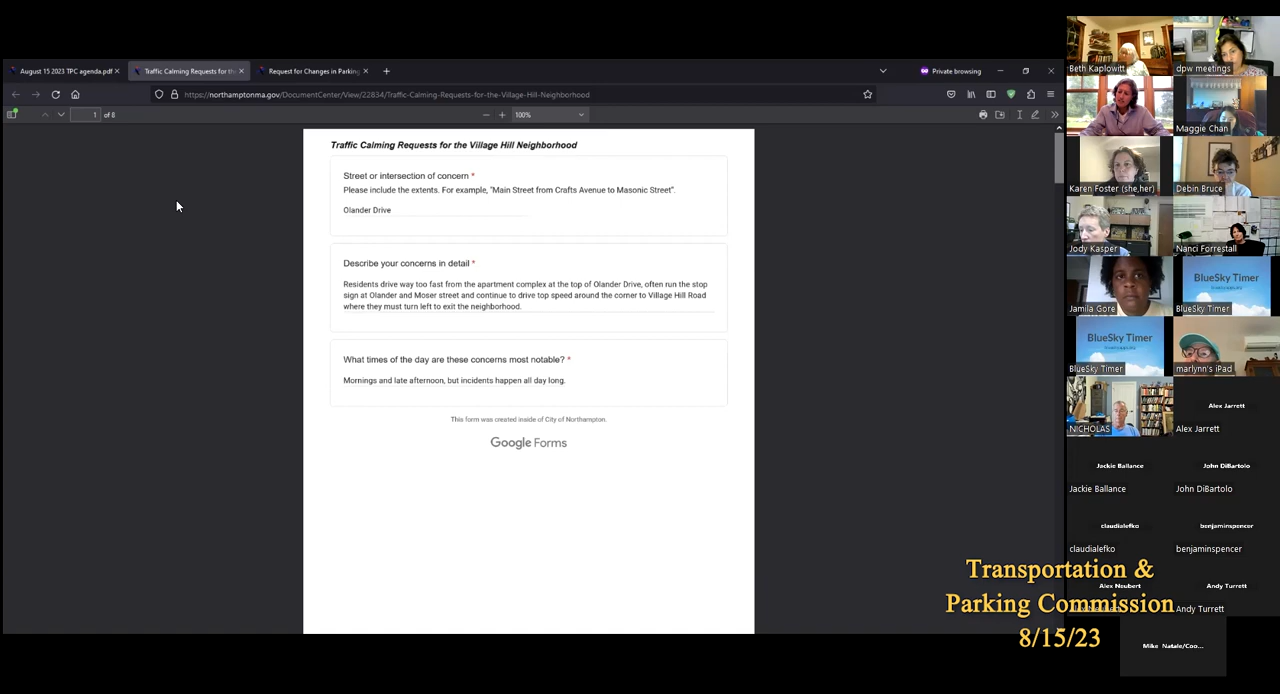 August 15 2023 TPC agenda.pdf
Traffic Calming Requests for the
Request for Changes in Parking
Private browsing
https://northamptonma.gov/DocumentCenter/View/22834/Traffic-Calming-Requests-for-the-Village-Hill-Neighborhood
1 of 8
100%
Traffic Calming Requests for the Village Hill Neighborhood
Street or intersection of concern *
Please include the extents. For example, "Main Street from Crafts Avenue to Masonic Street".
Olander Drive
Describe your concerns in detail *
Residents drive way too fast from the apartment complex at the top of Olander Drive, often run the stop
sign at Olander and Moser street and continue to drive top speed around the corner to Village Hill Road
where they must turn left to exit the neighborhood.
What times of the day are these concerns most notable? *
Mornings and late afternoon, but incidents happen all day long.
This form was created inside of City of Northampton.
Google Forms
Beth Kaplowitt
dpw meetings
Maggie Chan
Karen Foster (she,her)
Debin Bruce
Jody Kasper
Nanci Forrestall
Jamila Gore
BlueSky Timer
BlueSky Timer
BlueSky Timer
BlueSky Timer
marlynn's iPad
NICHOLAS
Alex Jarrett
Alex Jarrett
Jackie Ballance
Jackie Ballance
John DiBartolo
John DiBartolo
claudialefko
claudialefko
benjaminspencer
benjaminspencer
Alex Neubert
Andy Turrett
Andy Turrett
Mike Natale/Coo...
Transportation &
Parking Commission
8/15/23